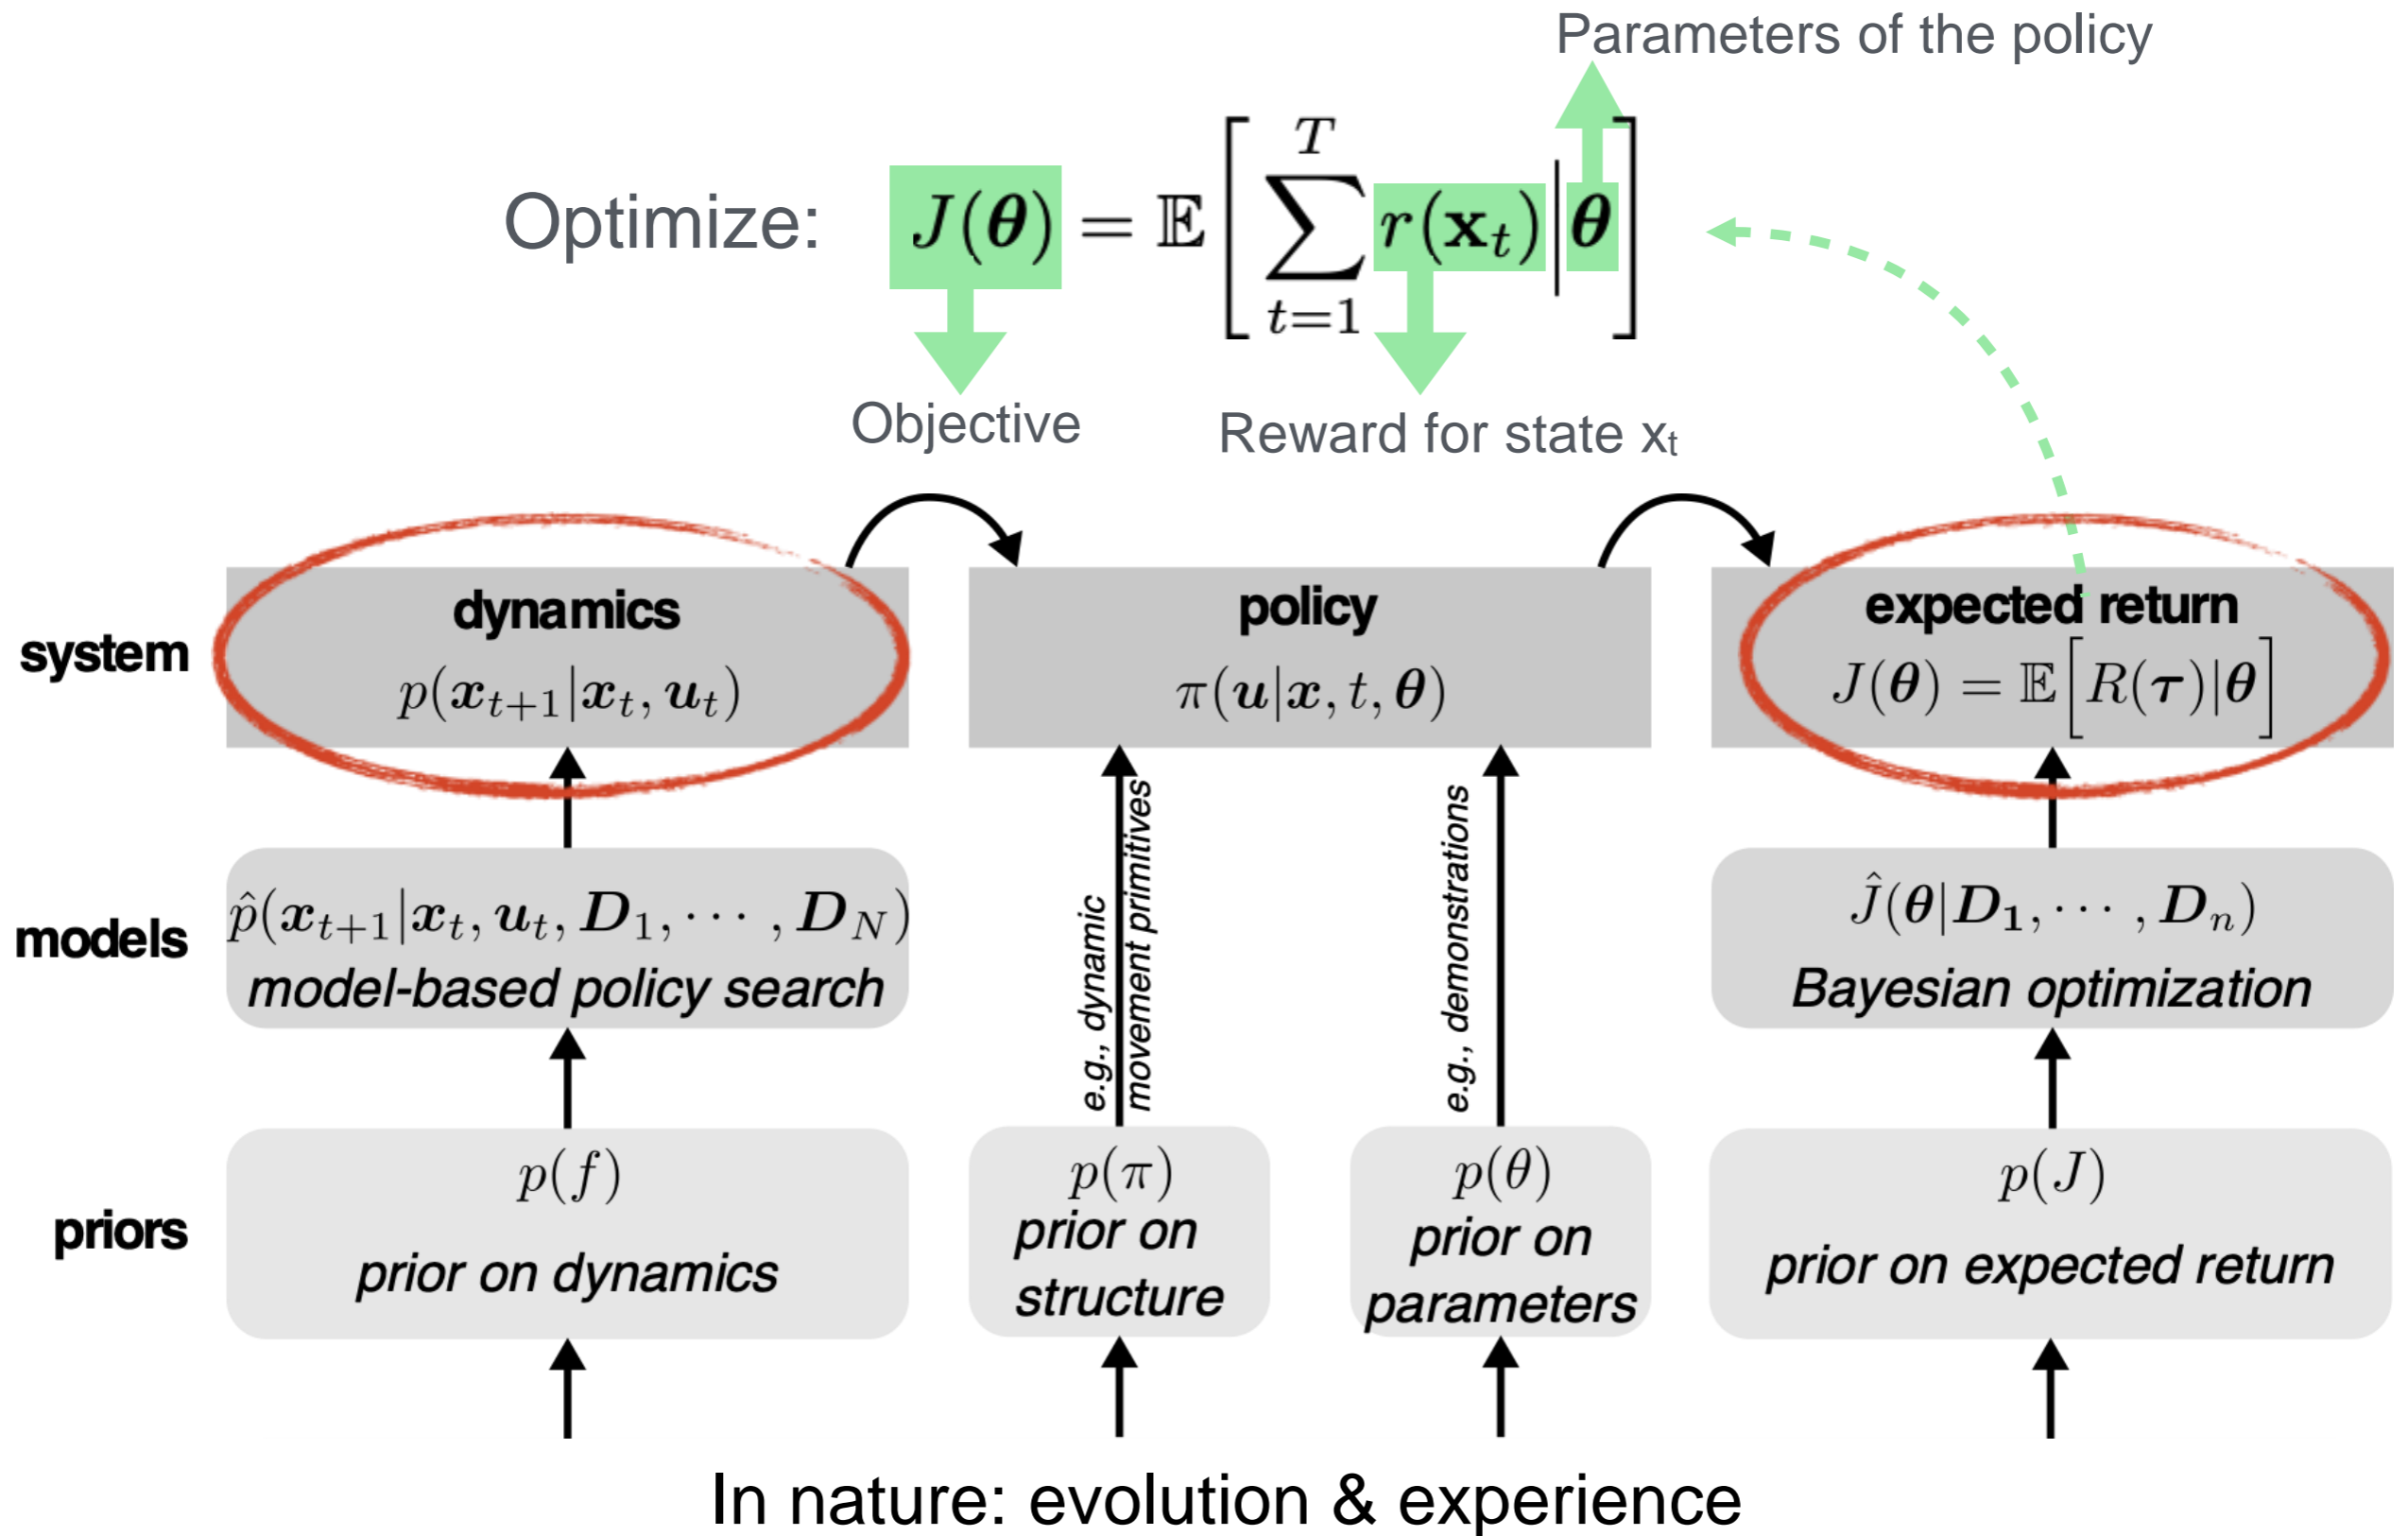 Parameters of the policy
Optimize: J(θ) = 𝔼[∑_{t=1}^{T} r(𝐱_t)|θ]
Objective
Reward for state x_t
system
dynamics
p(x_{t+1}|x_t, u_t)
policy
π(u|x, t, θ)
expected return
J(θ) = 𝔼[R(τ)|θ]
models
p̂(x_{t+1}|x_t, u_t, D_1, ⋯ , D_N)
model-based policy search
e.g., dynamic
movement primitives
e.g., demonstrations
Ĵ(θ|D_1, ⋯ , D_n)
Bayesian optimization
priors
p(f)
prior on dynamics
p(π)
prior on
structure
p(θ)
prior on
parameters
p(J)
prior on expected return
In nature: evolution & experience